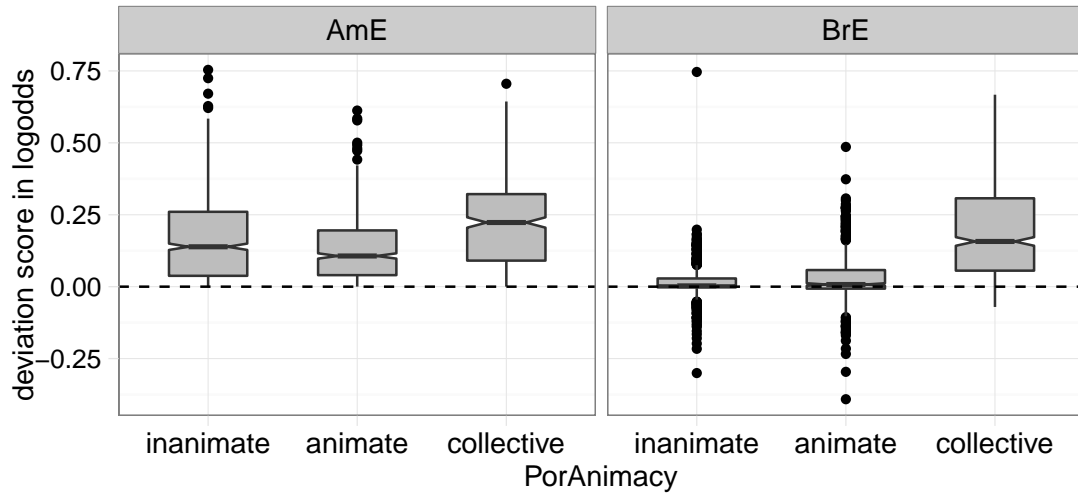 AmE
BrE
deviation score in logodds
0.75
0.50
0.25
0.00
−0.25
inanimate animate collective
inanimate animate collective
PorAnimacy